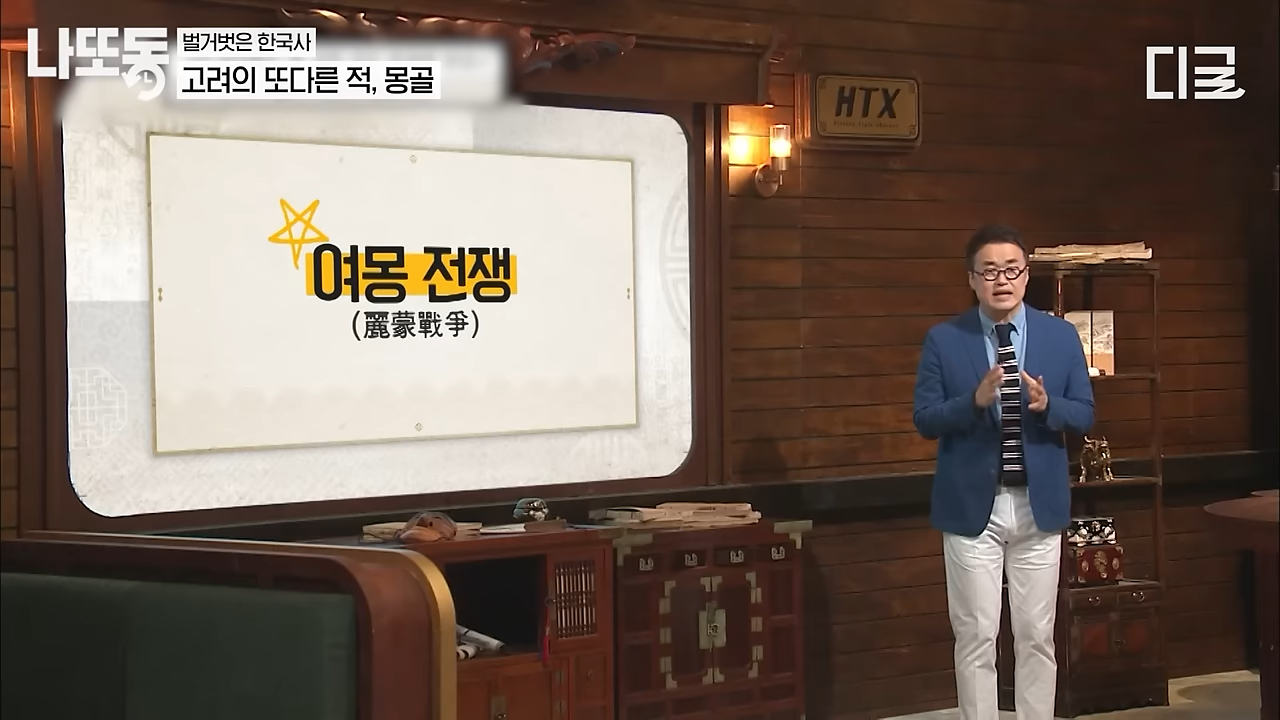 나또동
벌거벗은 한국사
고려의 또다른 적, 몽골
디글
HTX
여몽 전쟁
(麗蒙戰爭)